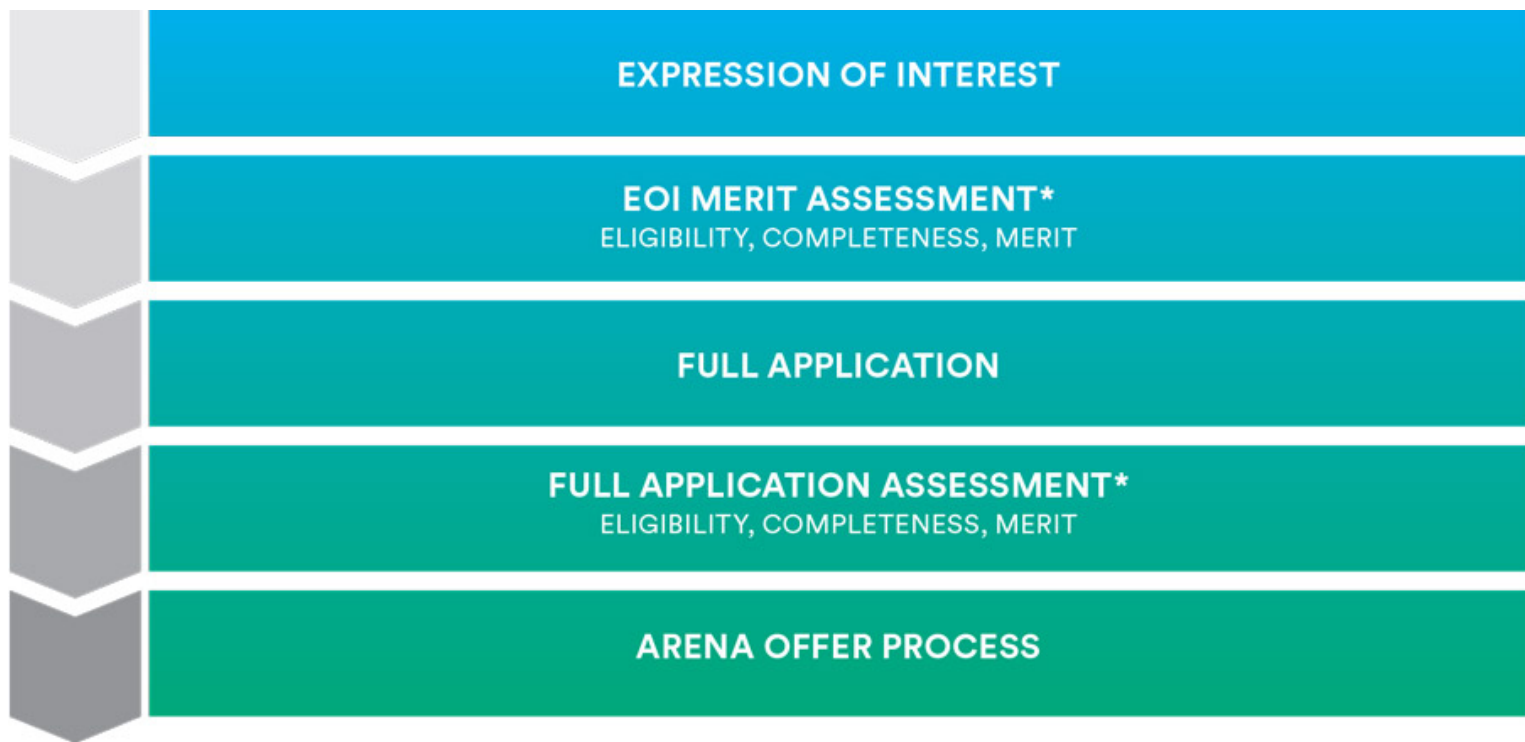 EXPRESSION OF INTEREST
EOI MERIT ASSESSMENT*
ELIGIBILITY, COMPLETENESS, MERIT
FULL APPLICATION
FULL APPLICATION ASSESSMENT*
ELIGIBILITY, COMPLETENESS, MERIT
ARENA OFFER PROCESS